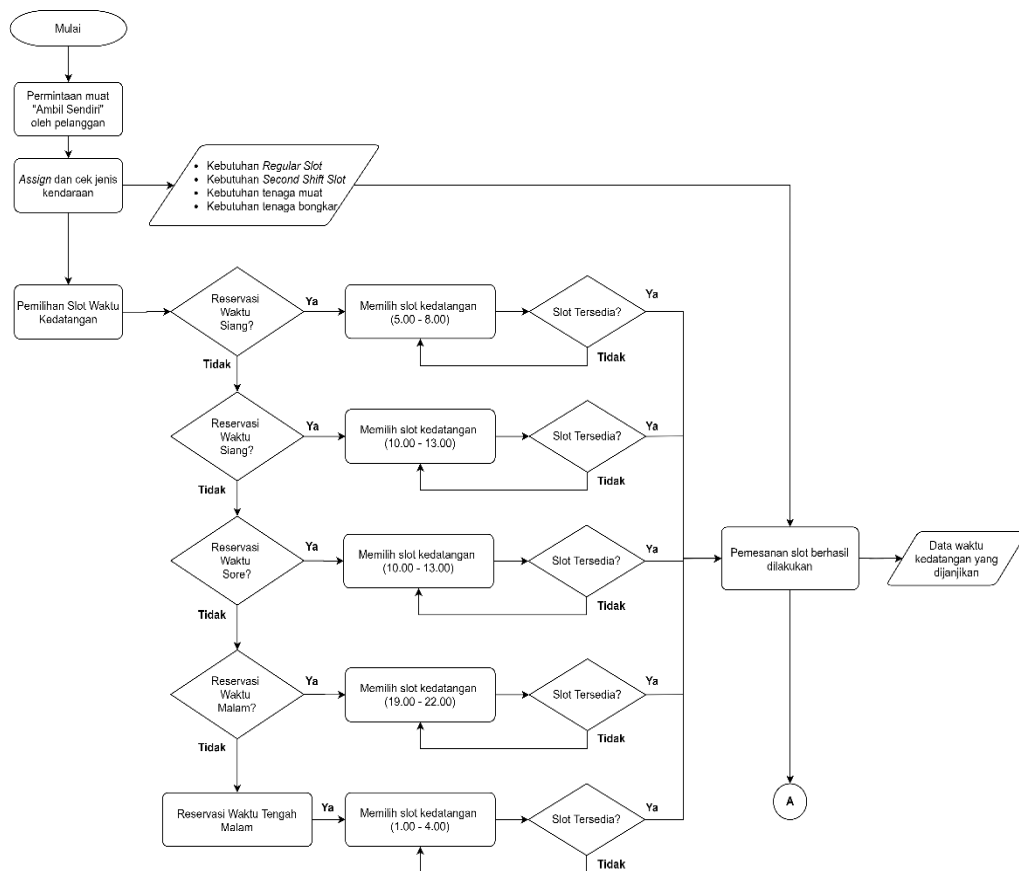 Mulai
Permintaan muat
"Ambil Sendiri"
oleh pelanggan
Assign dan cek jenis
kendaraan
• Kebutuhan Regular Slot
• Kebutuhan Second Shift Slot
• Kebutuhan tenaga muat
• Kebutuhan tenaga bongkar
Pemilihan Slot Waktu
Kedatangan
Reservasi
Waktu
Siang?
Ya
Memilih slot kedatangan
(5.00 - 8.00)
Slot Tersedia?
Ya
Tidak
Tidak
Reservasi
Waktu
Siang?
Ya
Memilih slot kedatangan
(10.00 - 13.00)
Slot Tersedia?
Ya
Tidak
Tidak
Reservasi
Waktu
Sore?
Ya
Memilih slot kedatangan
(10.00 - 13.00)
Slot Tersedia?
Ya
Tidak
Tidak
Pemesanan slot berhasil
dilakukan
Data waktu
kedatangan yang
dijanjikan
Reservasi
Waktu
Malam?
Ya
Memilih slot kedatangan
(19.00 - 22.00)
Slot Tersedia?
Ya
Tidak
Tidak
Reservasi Waktu Tengah
Malam
Ya
Memilih slot kedatangan
(1.00 - 4.00)
Slot Tersedia?
Ya
Tidak
A